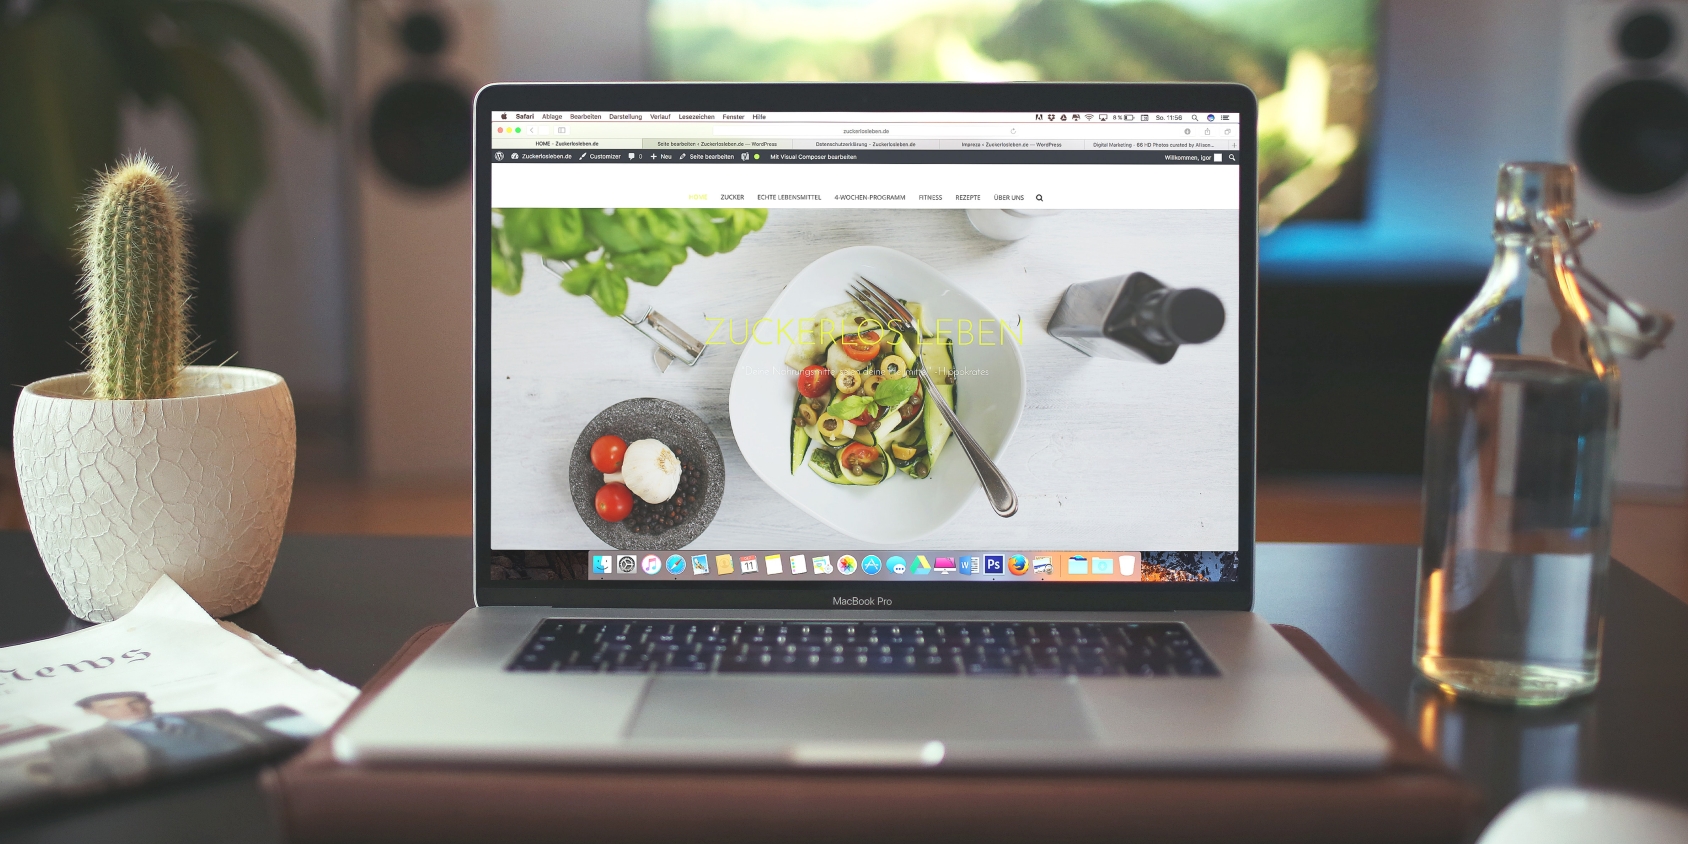 Safari Ablage Bearbeiten Darstellung Verlauf Lesezeichen Fenster Hilfe
8 % So. 11:56
zuckerlosleben.de
HOME - Zuckerlosleben.de
Seite bearbeiten ‹ Zuckerlosleben.de — WordPress
Datenschutzerklärung - Zuckerlosleben.de
Impreza ‹ Zuckerlosleben.de — WordPress
Digital Marketing · 66 HD Photos curated by Allison...
Zuckerlosleben.de Customizer 0 Neu Seite bearbeiten Mit Visual Composer bearbeiten Willkommen, Igor
HOME ZUCKER ECHTE LEBENSMITTEL 4-WOCHEN-PROGRAMM FITNESS REZEPTE ÜBER UNS
ZUCKERLOS LEBEN
"Deine Nahrungsmittel seien deine Heilmittel" - Hippokrates
11
W
Ps
MacBook Pro
News